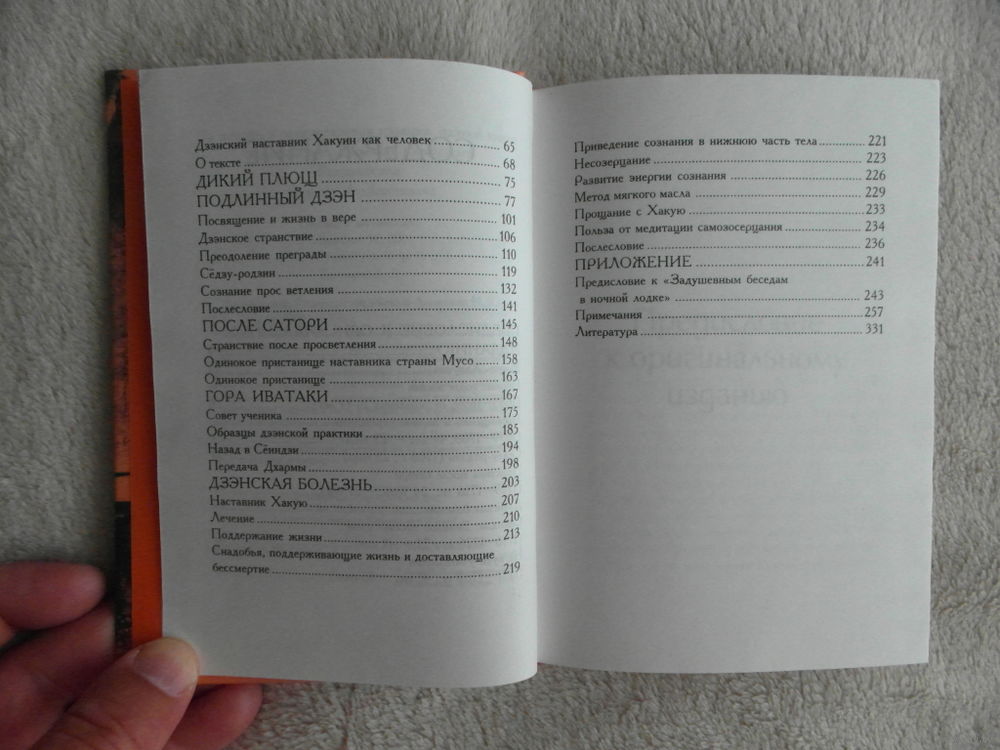 Дзэнский наставник Хакуин как человек 65
О тексте 68
ДИКИЙ ПЛЮЩ 75
ПОДЛИННЫЙ ДЗЭН 77
Посвящение и жизнь в вере 101
Дзэнское странствие 106
Преодоление преграды 110
Сёдзу-родзин 119
Сознание прос ветления 132
Послесловие 141
ПОСЛЕ САТОРИ 145
Странствие после просветления 148
Одинокое пристанище наставника страны Мусо 158
Одинокое пристанище 163
ГОРА ИВАТАКИ 167
Совет ученика 175
Образцы дзэнской практики 185
Назад в Сёиндзи 194
Передача Дхармы 198
ДЗЭНСКАЯ БОЛЕЗНЬ 203
Наставник Хакую 207
Лечение 210
Поддержание жизни 213
Снадобья, поддерживающие жизнь и доставляющие
бессмертие 219
Приведение сознания в нижнюю часть тела 221
Несозерцание 223
Развитие энергии сознания 226
Метод мягкого масла 229
Прощание с Хакую 233
Польза от медитации самозосерцания 234
Послесловие 236
ПРИЛОЖЕНИЕ 241
Предисловие к «Задушевным беседам
в ночной лодке» 243
Примечания 257
Литература 331